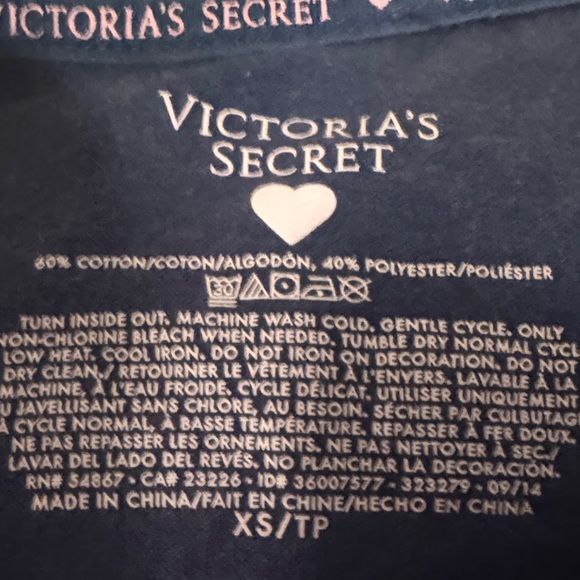 VICTORIA'S SECRET
VICTORIA'S
SECRET
60% COTTON/COTON/ALGODÓN, 40% POLYESTER/POLIÉSTER
30
TURN INSIDE OUT. MACHINE WASH COLD. GENTLE CYCLE. ONLY
NON-CHLORINE BLEACH WHEN NEEDED. TUMBLE DRY NORMAL CYCL
LOW HEAT. COOL IRON. DO NOT IRON ON DECORATION. DO NOT
DRY CLEAN./ RETOURNER LE VÊTEMENT À L'ENVERS. LAVABLE À LA
MACHINE, À L'EAU FROIDE, CYCLE DÉLICAT. UTILISER UNIQUEMENT
U JAVELLISANT SANS CHLORE, AU BESOIN. SÉCHER PAR CULBUTAG
À CYCLE NORMAL, À BASSE TEMPÉRATURE. REPASSER À FER DOUX.
NE PAS REPASSER LES ORNEMENTS. NE PAS NETTOYER À SEC/
LAVAR DEL LADO DEL REVÉS. NO PLANCHAR LA DECORACIÓN.
RN# 54867 - CA# 23226 - ID# 36007577 - 323279 - 09/14
MADE IN CHINA/FAIT EN CHINE/HECHO EN CHINA
XS/TP